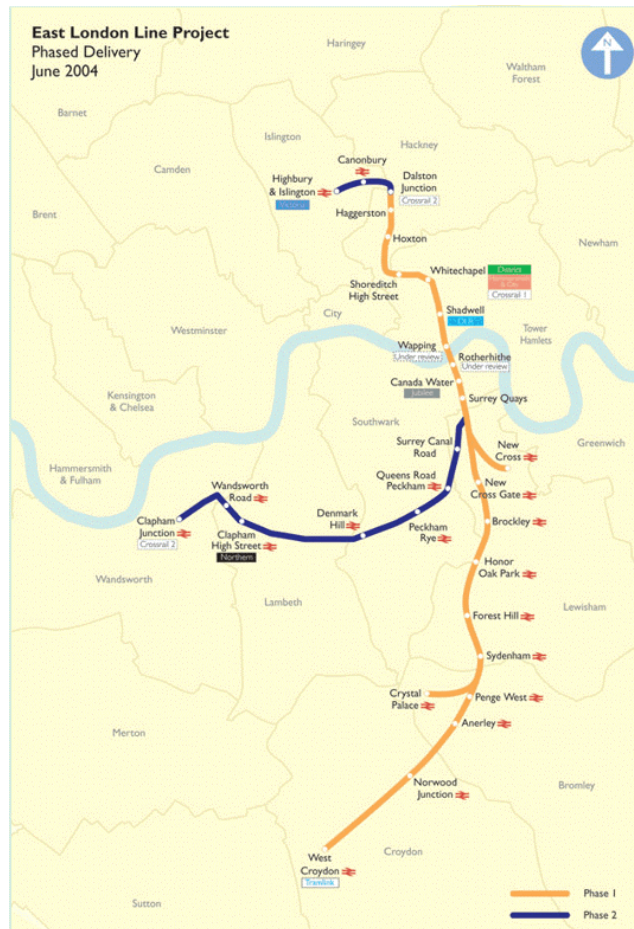 East London Line Project
Phased Delivery
June 2004
N
Haringey
Waltham
Forest
Barnet
Islington
Hackney
Camden
Canonbury
Highbury
& Islington
Victoria
Dalston
Junction
Crossrail 2
Brent
Haggerston
Hoxton
Newham
Whitechapel
District
Crossrail 1
Shoreditch
High Street
Shadwell
DLR
City
Westminster
Tower
Hamlets
Wapping
Under review
Rotherhithe
Under review
Canada Water
Jubilee
Surrey Quays
Kensington
& Chelsea
Southwark
Greenwich
Surrey Canal
Road
New
Cross
Hammersmith
& Fulham
Queens Road
Peckham
New
Cross Gate
Wandsworth
Road
Clapham
Junction
Crossrail 2
Clapham
High Street
Northern
Denmark
Hill
Peckham
Rye
Brockley
Honor
Oak Park
Wandsworth
Lambeth
Lewisham
Forest Hill
Sydenham
Crystal
Palace
Penge West
Anerley
Merton
Norwood
Junction
Bromley
West
Croydon
Tramlink
Croydon
Sutton
Phase 1
Phase 2